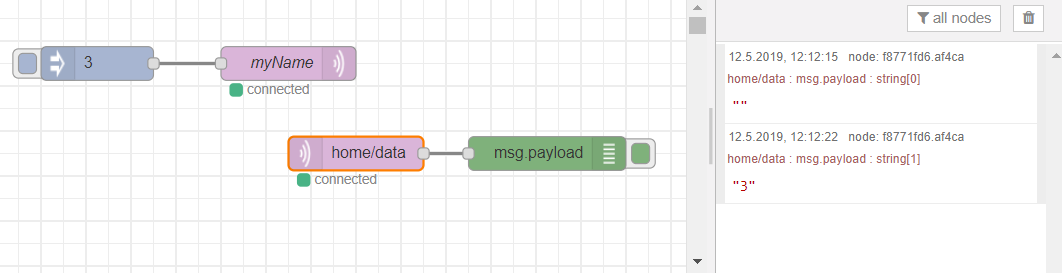 all nodes
3
myName
connected
home/data
msg.payload
connected
12.5.2019, 12:12:15 node: f8771fd6.af4ca
home/data : msg.payload : string[0]
""
12.5.2019, 12:12:22 node: f8771fd6.af4ca
home/data : msg.payload : string[1]
"3"